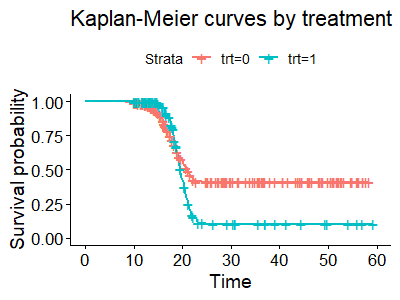 Kaplan-Meier curves by treatment
Strata trt=0 trt=1
Survival probability
1.00
0.75
0.50
0.25
0.00
0 10 20 30 40 50 60
Time